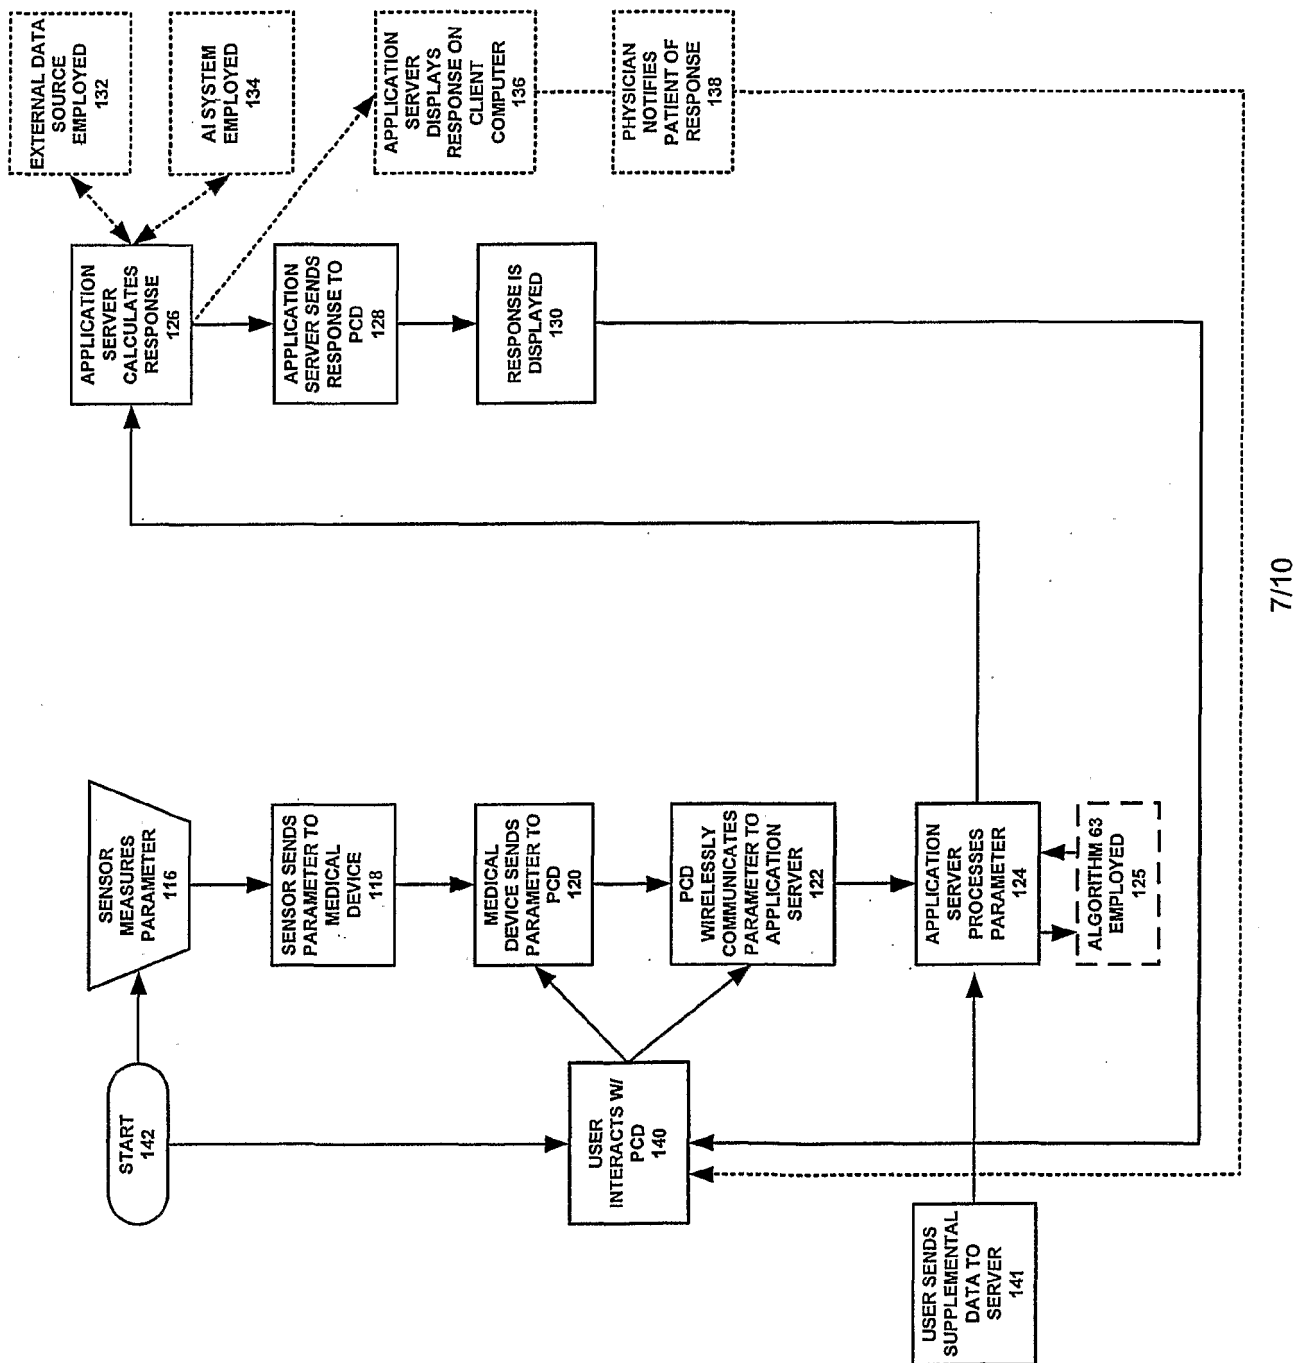 START
142
SENSOR
MEASURES
PARAMETER
116
SENSOR SENDS
PARAMETER TO
MEDICAL
DEVICE
118
MEDICAL
DEVICE SENDS
PARAMETER TO
PCD
120
PCD
WIRELESSLY
COMMUNICATES
PARAMETER TO
APPLICATION
SERVER
122
APPLICATION
SERVER
PROCESSES
PARAMETER
124
ALGORITHM 63
EMPLOYED
125
USER
INTERACTS W/
PCD
140
USER SENDS
SUPPLEMENTAL
DATA TO
SERVER
141
APPLICATION
SERVER
CALCULATES
RESPONSE
126
APPLICATION
SERVER SENDS
RESPONSE TO
PCD
128
RESPONSE IS
DISPLAYED
130
EXTERNAL DATA
SOURCE
EMPLOYED
132
AI SYSTEM
EMPLOYED
134
APPLICATION
SERVER
DISPLAYS
RESPONSE ON
CLIENT
COMPUTER
136
PHYSICIAN
NOTIFIES
PATIENT OF
RESPONSE
138
7/10